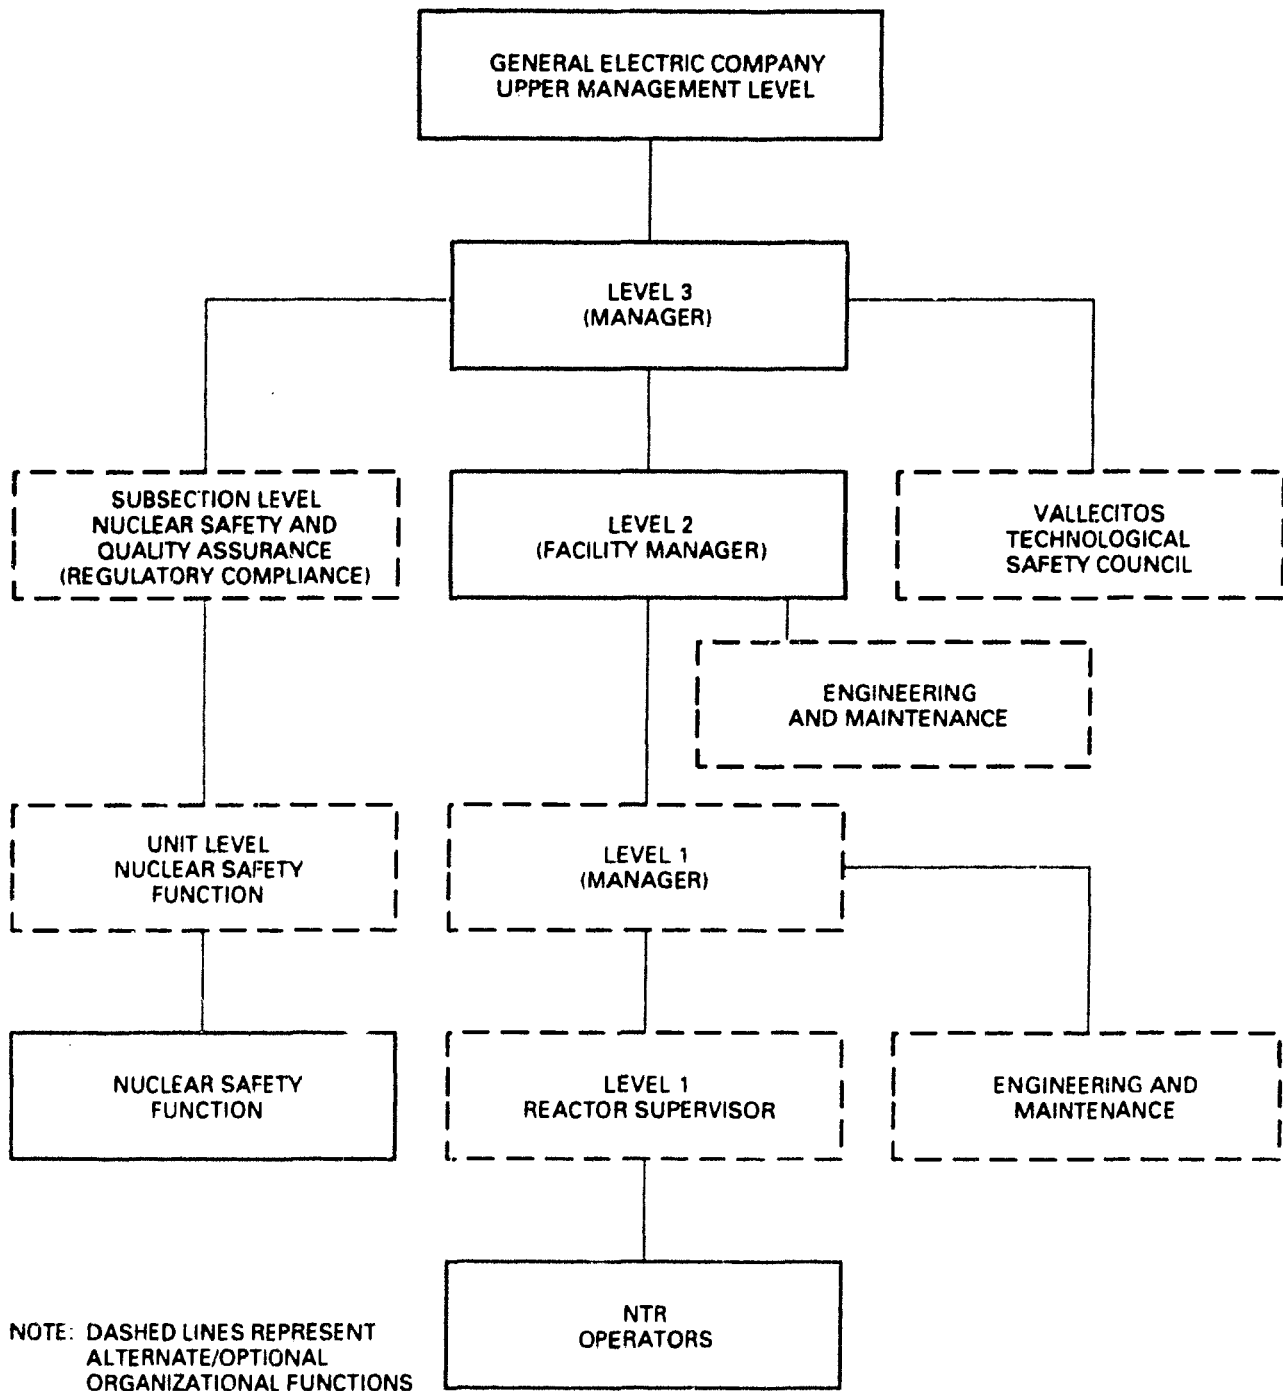 GENERAL ELECTRIC COMPANY
UPPER MANAGEMENT LEVEL
LEVEL 3
(MANAGER)
SUBSECTION LEVEL
NUCLEAR SAFETY AND
QUALITY ASSURANCE
(REGULATORY COMPLIANCE)
LEVEL 2
(FACILITY MANAGER)
VALLECITOS
TECHNOLOGICAL
SAFETY COUNCIL
ENGINEERING
AND MAINTENANCE
UNIT LEVEL
NUCLEAR SAFETY
FUNCTION
LEVEL 1
(MANAGER)
NUCLEAR SAFETY
FUNCTION
LEVEL 1
REACTOR SUPERVISOR
ENGINEERING AND
MAINTENANCE
NTR
OPERATORS
NOTE: DASHED LINES REPRESENT
ALTERNATE/OPTIONAL
ORGANIZATIONAL FUNCTIONS